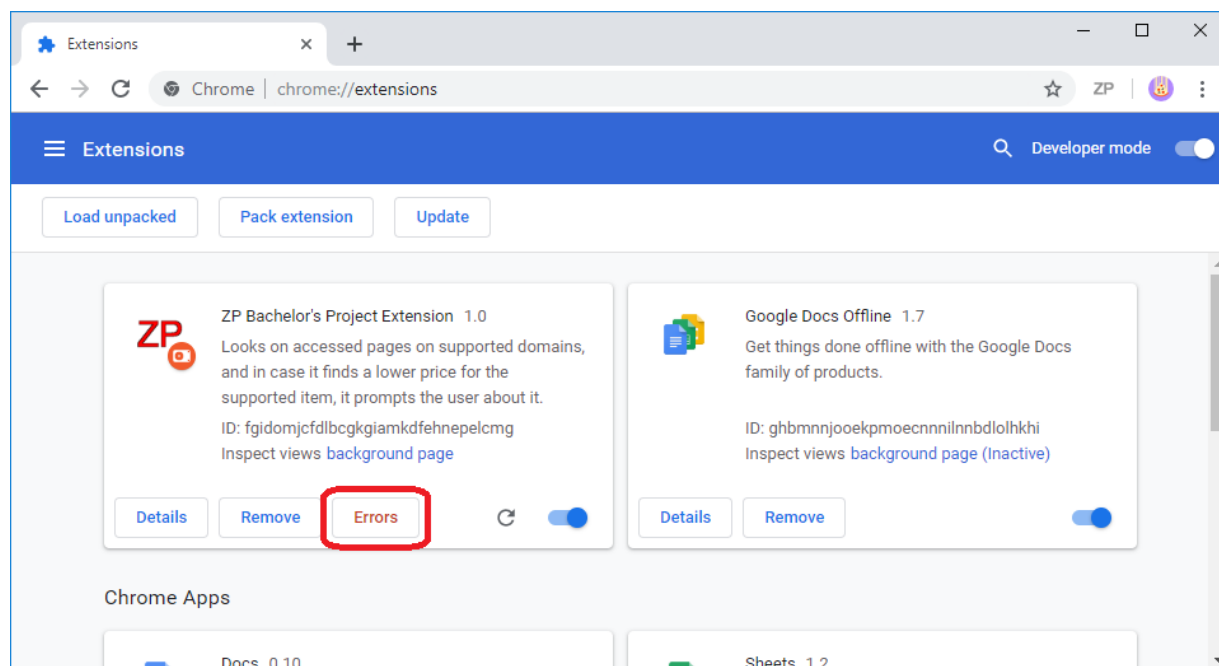 Extensions
Chrome | chrome://extensions
ZP
Extensions
Developer mode
Load unpacked
Pack extension
Update
ZP
ZP Bachelor's Project Extension 1.0
Looks on accessed pages on supported domains,
and in case it finds a lower price for the
supported item, it prompts the user about it.
ID: fgidomjcfdlbcgkgiamkdfehnepelcmg
Inspect views background page
Details
Remove
Errors
Google Docs Offline 1.7
Get things done offline with the Google Docs
family of products.
ID: ghbmnnjooekpmoecnnnilnnbdlolhkhi
Inspect views background page (Inactive)
Details
Remove
Chrome Apps
Docs 0.10
Sheets 1.2